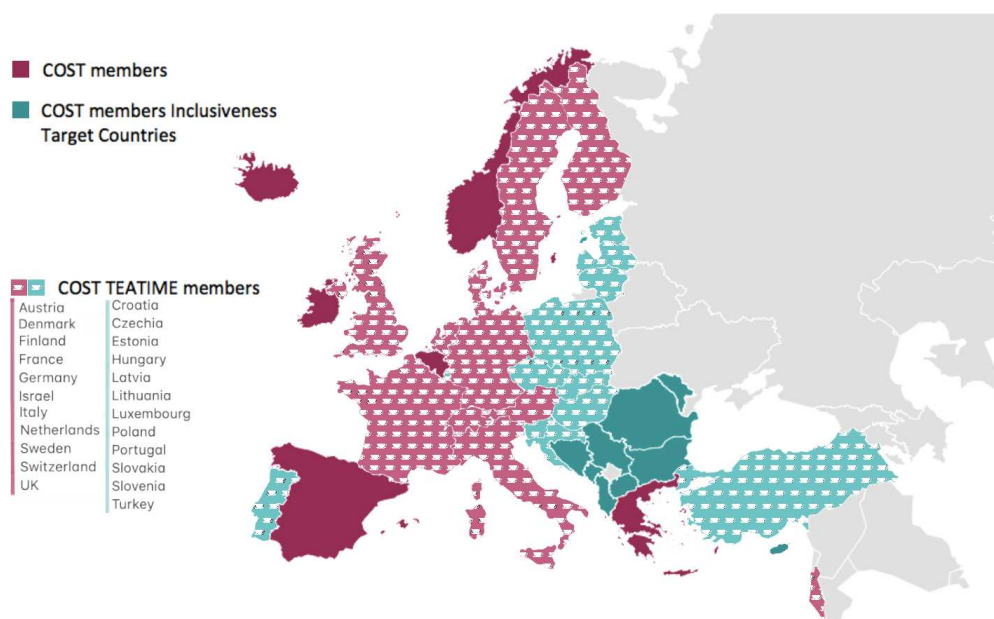 COST members
COST members Inclusiveness
Target Countries
COST TEATIME members
Austria
Denmark
Finland
France
Germany
Israel
Italy
Netherlands
Sweden
Switzerland
UK
Croatia
Czechia
Estonia
Hungary
Latvia
Lithuania
Luxembourg
Poland
Portugal
Slovakia
Slovenia
Turkey